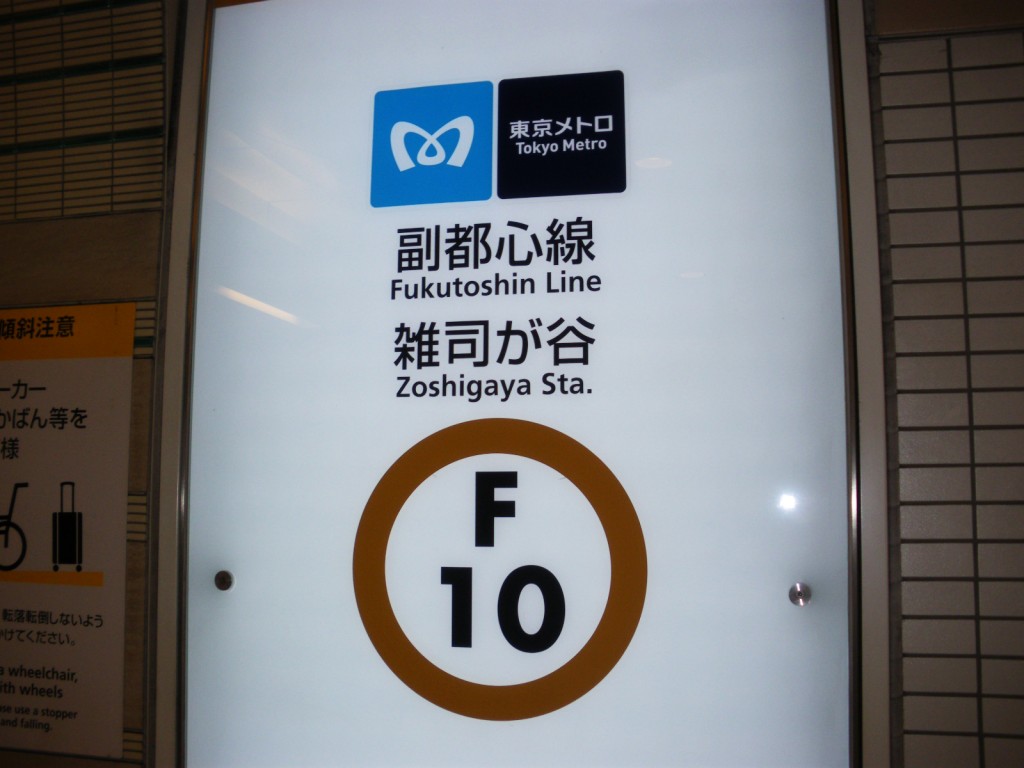 東京メトロ
Tokyo Metro
副都心線
Fukutoshin Line
雑司が谷
Zoshigaya Sta.
F
10
傾斜注意
ーカー
かばん等を
様
転落転倒しないよう
けてください。
a wheelchair,
ith wheels
use a stopper
and falling.